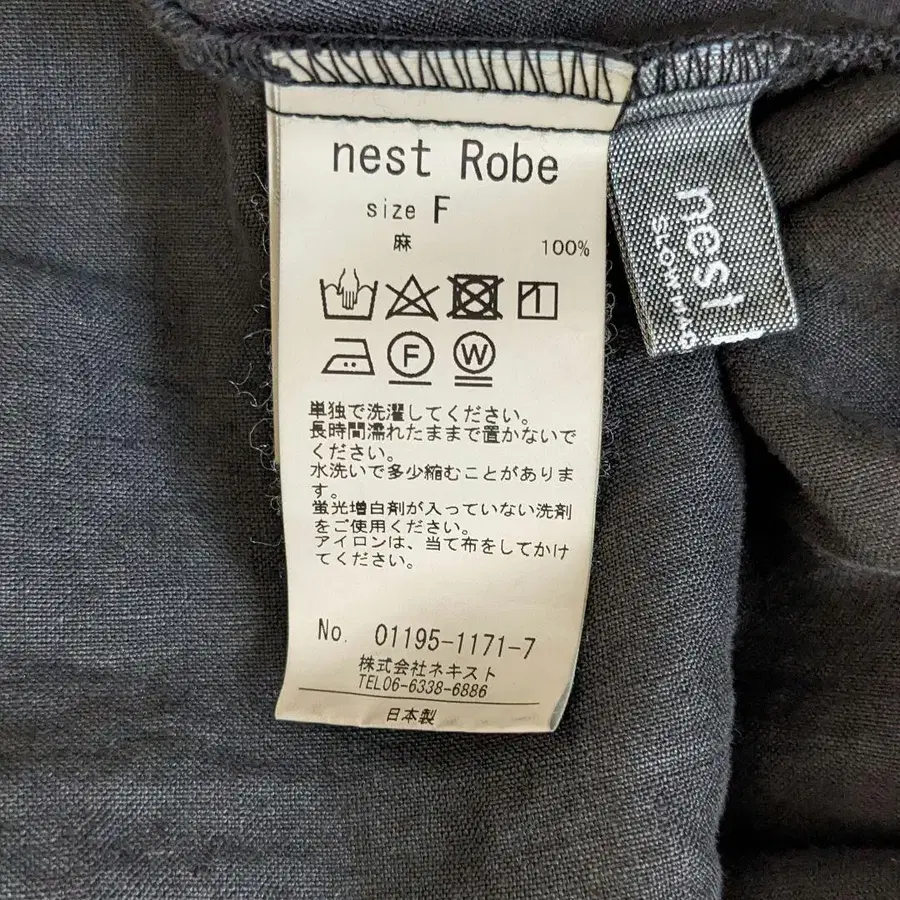 nest Robe
size F
麻 100%
F W
単独で洗濯してください。
長時間濡れたままで置かないで
ください。
水洗いで多少縮むことがありま
す。
蛍光増白剤が入っていない洗剤
をご使用ください。
アイロンは、当て布をしてかけ
てください。
No. 01195-1171-7
株式会社ネキスト
TEL06-6338-6886
日本製
nest